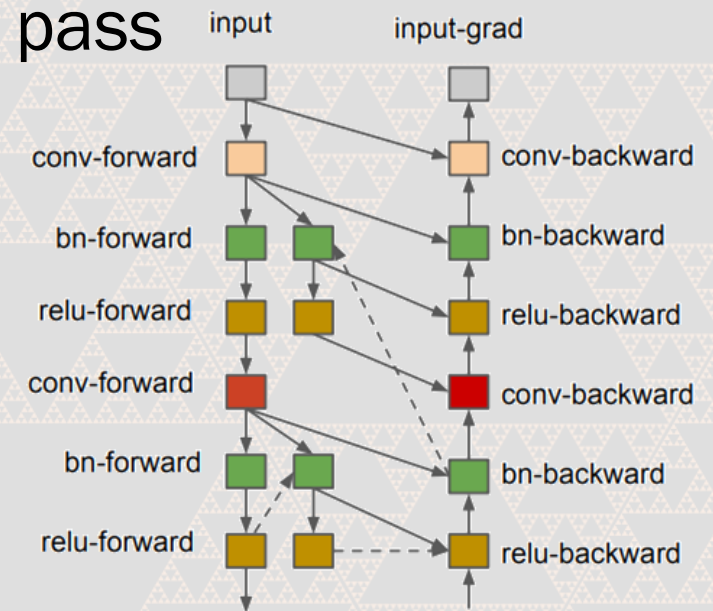 pass
input
input-grad
conv-forward
conv-backward
bn-forward
bn-backward
relu-forward
relu-backward
conv-forward
conv-backward
bn-forward
bn-backward
relu-forward
relu-backward